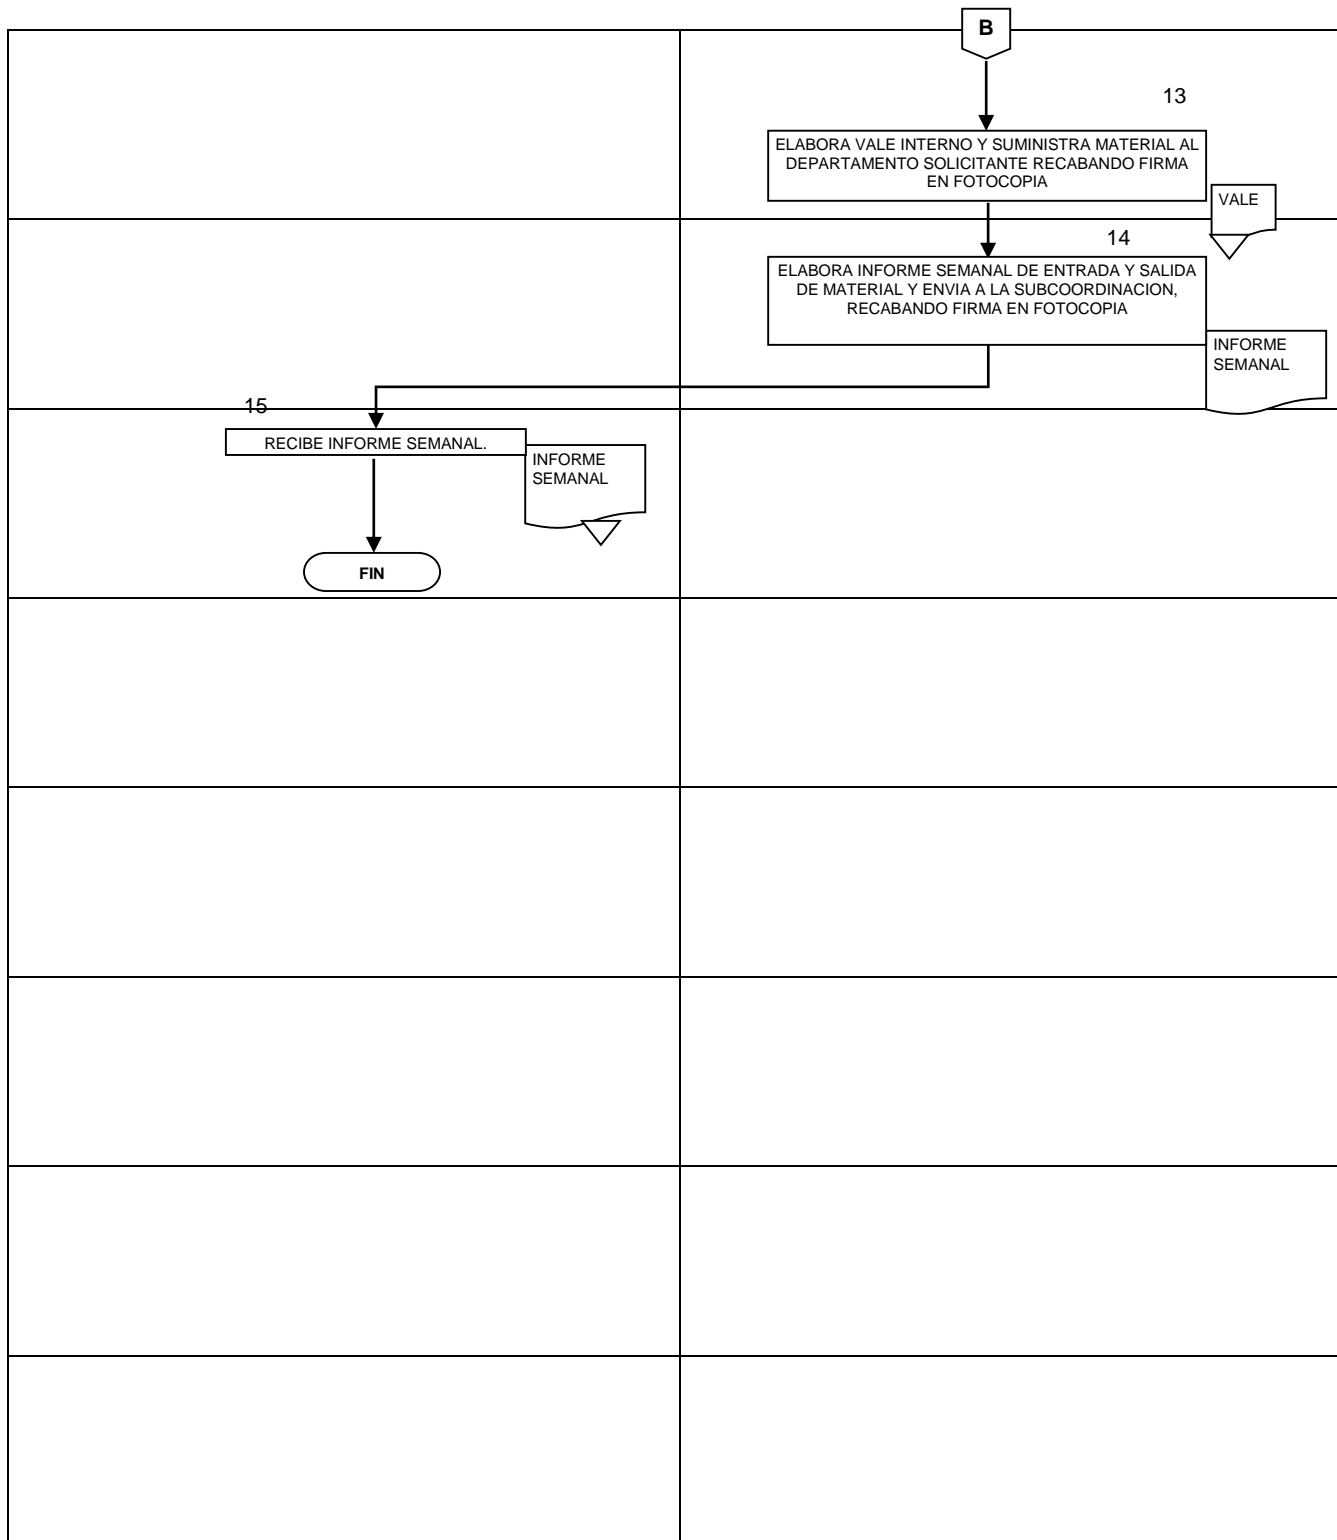 B
13
ELABORA VALE INTERNO Y SUMINISTRA MATERIAL AL
DEPARTAMENTO SOLICITANTE RECABANDO FIRMA
EN FOTOCOPIA
VALE
14
ELABORA INFORME SEMANAL DE ENTRADA Y SALIDA
DE MATERIAL Y ENVIA A LA SUBCOORDINACION,
RECABANDO FIRMA EN FOTOCOPIA
INFORME
SEMANAL
15
RECIBE INFORME SEMANAL.
INFORME
SEMANAL
FIN